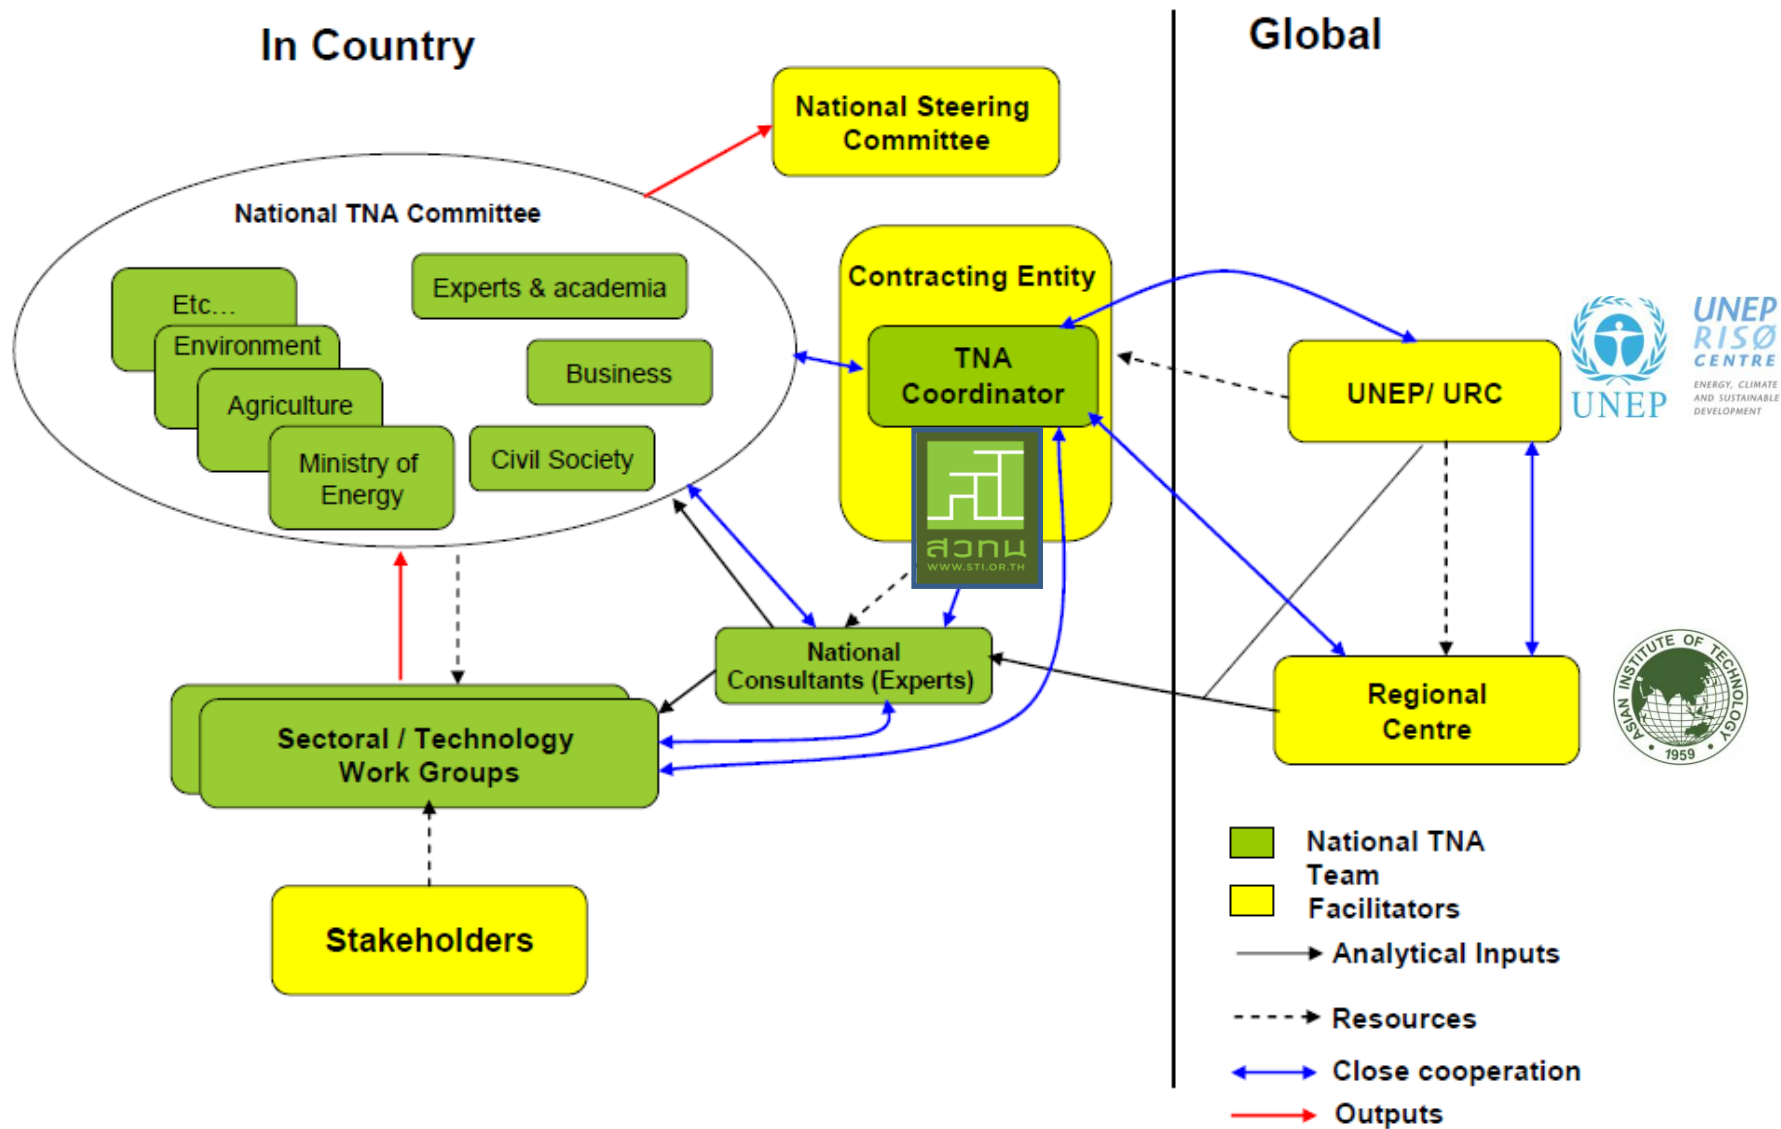 In Country
Global
National Steering
Committee
National TNA Committee
Etc...
Environment
Agriculture
Ministry of
Energy
Experts & academia
Business
Civil Society
Contracting Entity
TNA
Coordinator
สวทน
WWW.STI.OR.TH
UNEP/ URC
UNEP
UNEP
RISØ
CENTRE
ENERGY, CLIMATE
AND SUSTAINABLE
DEVELOPMENT
National
Consultants (Experts)
Sectoral / Technology
Work Groups
Stakeholders
Regional
Centre
ASIAN INSTITUTE OF TECHNOLOGY
1959
National TNA
Team
Facilitators
Analytical Inputs
Resources
Close cooperation
Outputs